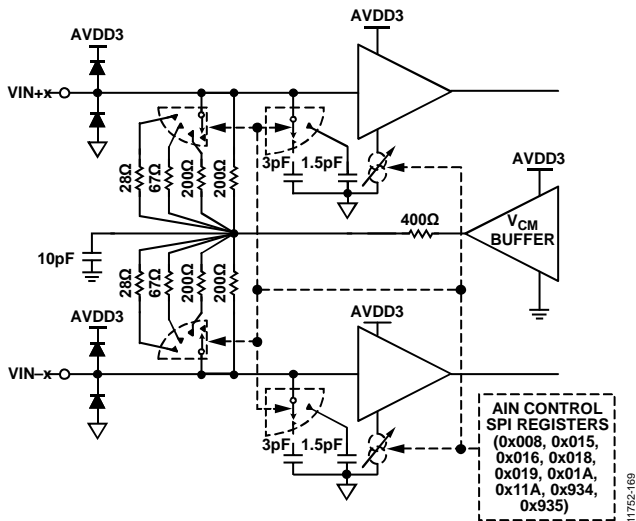 AVDD3
AVDD3
VIN+x
28Ω
67Ω
200Ω
200Ω
3pF
1.5pF
AVDD3
400Ω
VCM
BUFFER
10pF
28Ω
67Ω
200Ω
200Ω
AVDD3
AVDD3
VIN–x
3pF
1.5pF
AIN CONTROL
SPI REGISTERS
(0x008, 0x015,
0x016, 0x018,
0x019, 0x01A,
0x11A, 0x934,
0x935)
11752-169